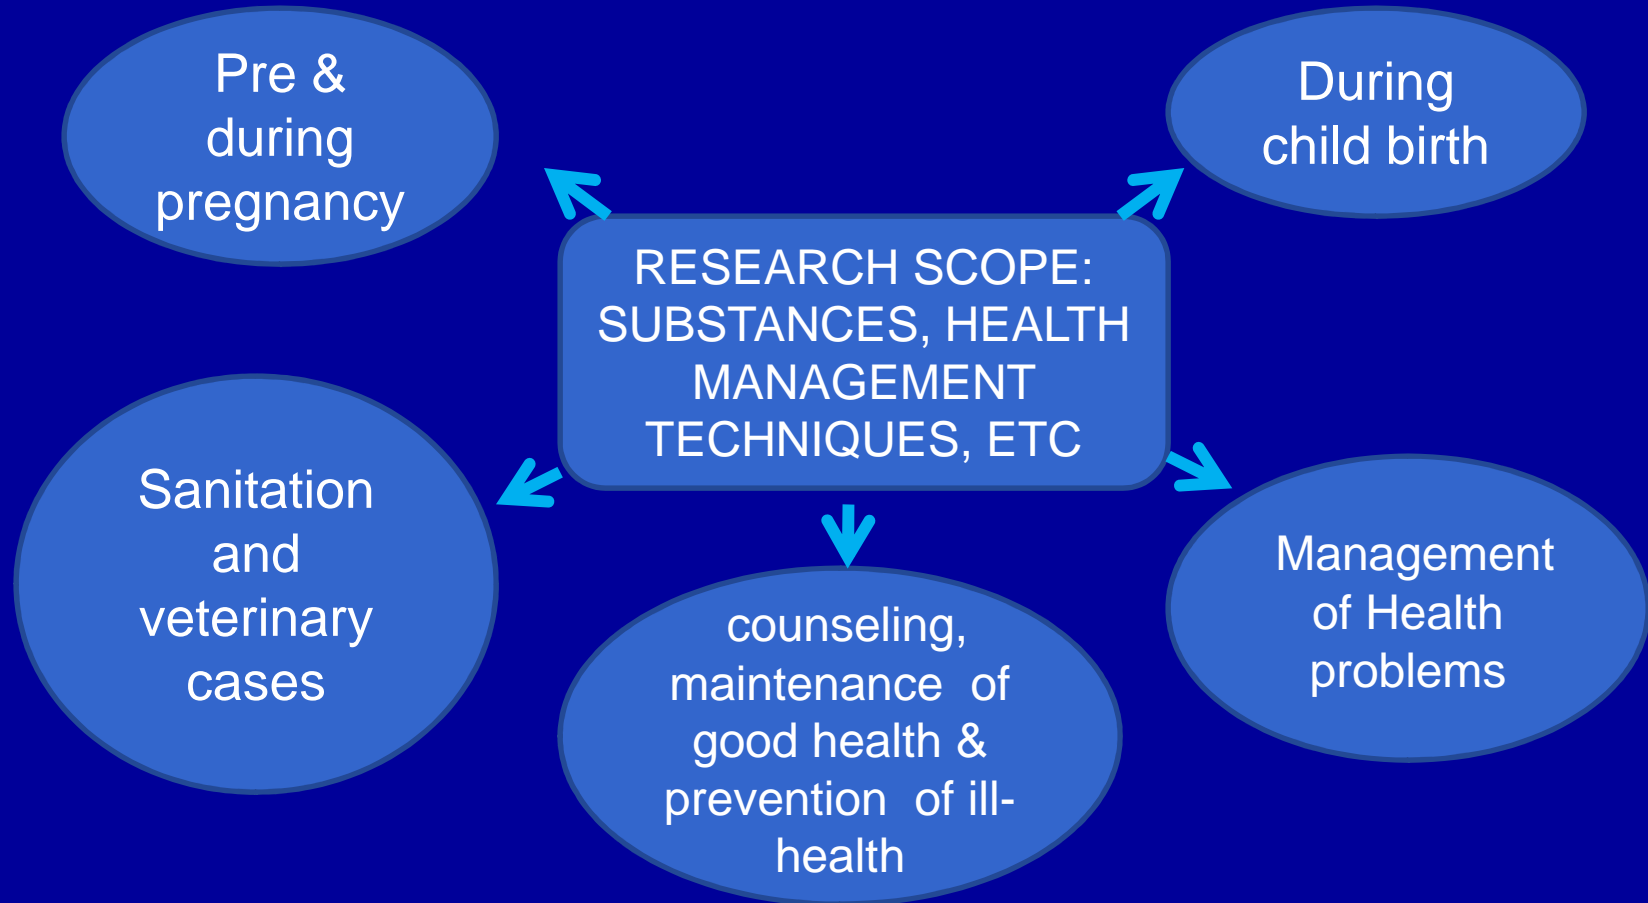 Pre &
during
pregnancy
During
child birth
RESEARCH SCOPE:
SUBSTANCES, HEALTH
MANAGEMENT
TECHNIQUES, ETC
Sanitation
and
veterinary
cases
counseling,
maintenance  of
good health &
prevention  of ill-
health
Management
of Health
problems